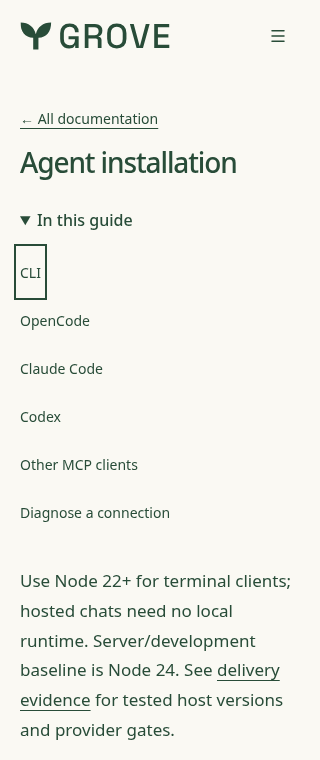 GROVE
← All documentation
Agent installation
▼ In this guide
CLI
OpenCode
Claude Code
Codex
Other MCP clients
Diagnose a connection
Use Node 22+ for terminal clients;
hosted chats need no local
runtime. Server/development
baseline is Node 24. See delivery
evidence for tested host versions
and provider gates.